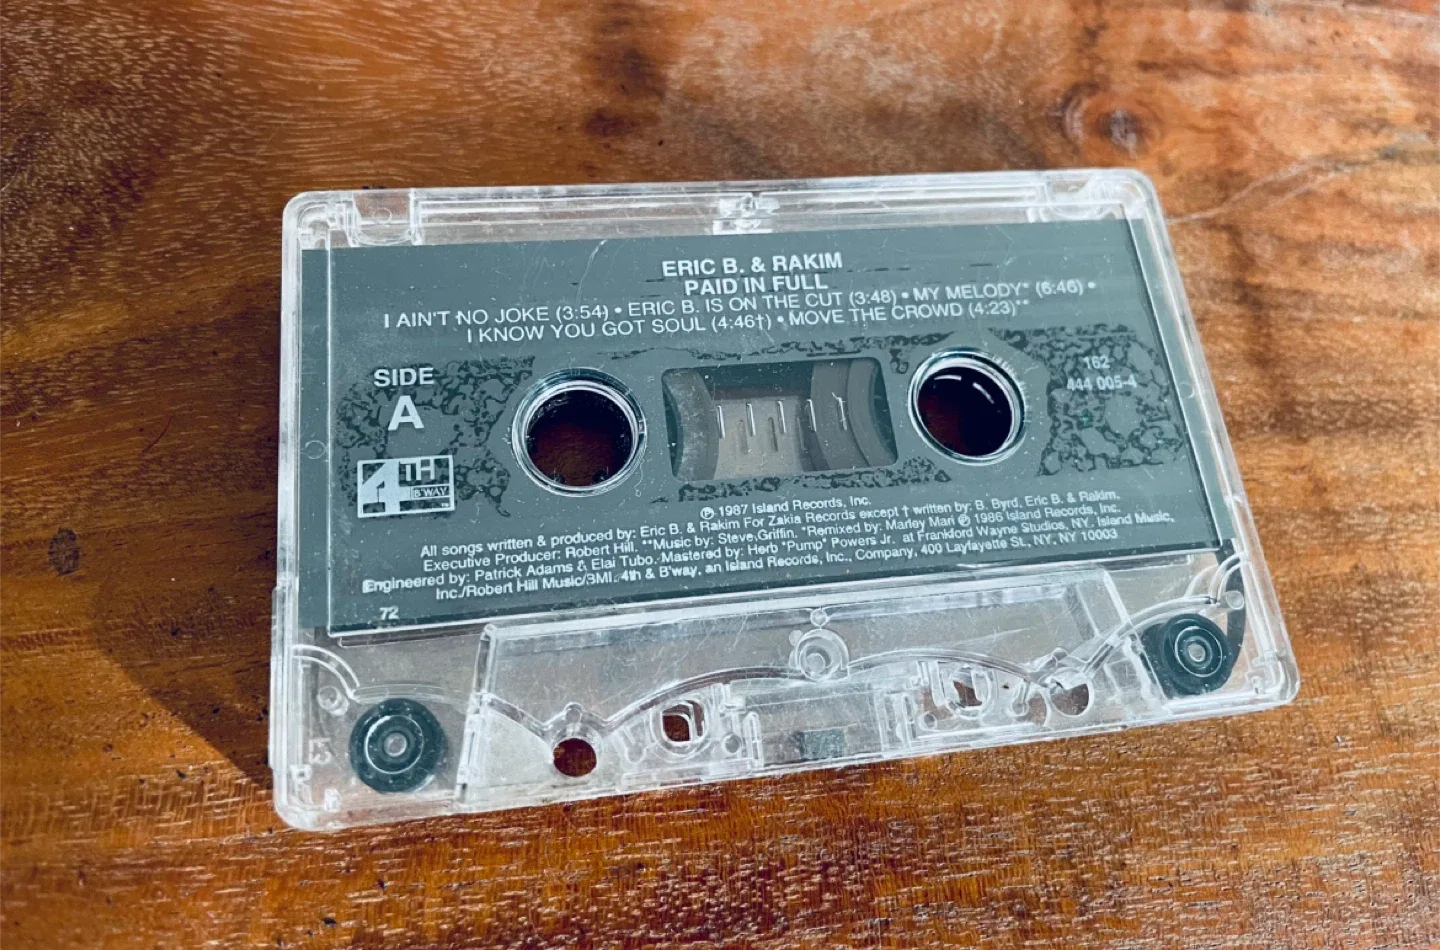 ERIC B. & RAKIM
PAID IN FULL
I AIN'T NO JOKE (3:54) • ERIC B. IS ON THE CUT (3:48) • MY MELODY* (6:46) •
I KNOW YOU GOT SOUL (4:46†) • MOVE THE CROWD (4:23)**
SIDE
A
4TH
B'WAY
TM
162
444 005-4
℗ 1987 Island Records, Inc.
All songs written & produced by: Eric B. & Rakim For Zakia Records except † written by: B. Byrd, Eric B. & Rakim.
Executive Producer: Robert Hill. **Music by: Steve Griffin. *Remixed by: Marley Marl ℗ 1986 Island Records, Inc.
Engineered by: Patrick Adams & Elai Tubo. Mastered by: Herb "Pump" Powers Jr. at Frankford Wayne Studios, NY. Island Music,
Inc./Robert Hill Music/BMI. 4th & B'way, an Island Records, Inc., Company, 400 Layfayette St., NY, NY 10003
72